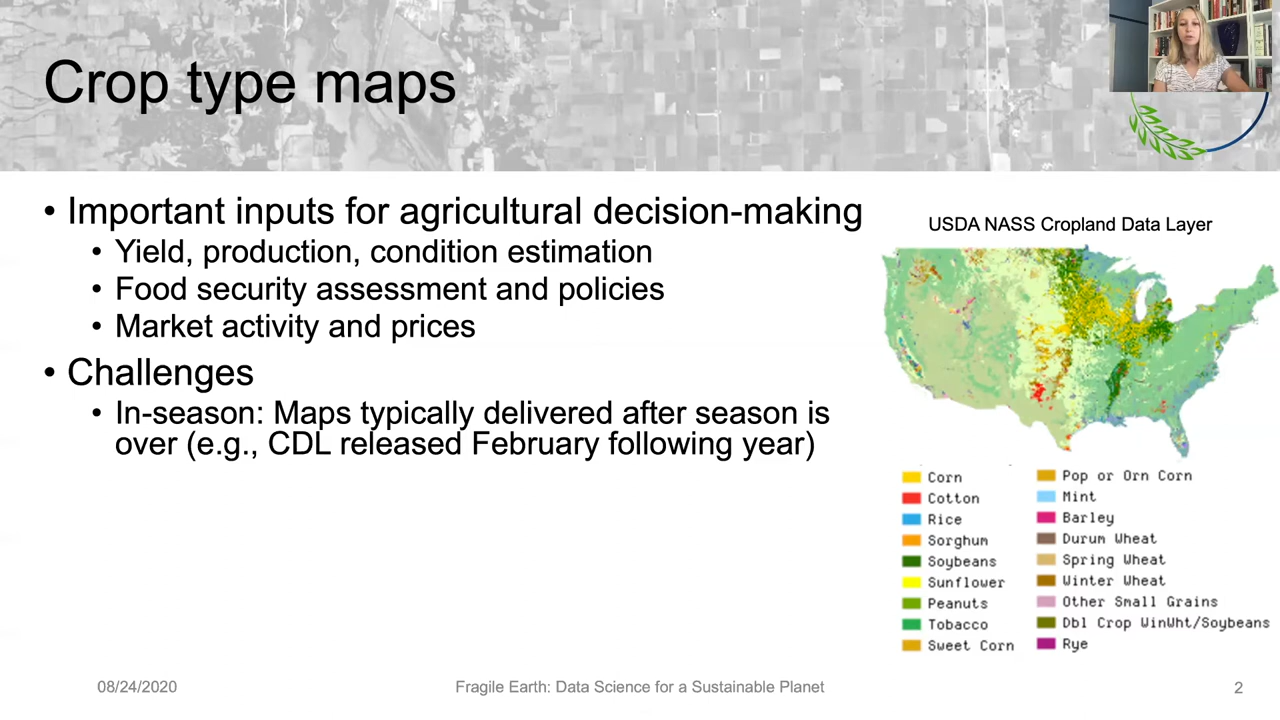 Crop type maps
• Important inputs for agricultural decision-making
• Yield, production, condition estimation
• Food security assessment and policies
• Market activity and prices
• Challenges
• In-season: Maps typically delivered after season is
over (e.g., CDL released February following year)
USDA NASS Cropland Data Layer
Corn
Cotton
Rice
Sorghum
Soybeans
Sunflower
Peanuts
Tobacco
Sweet Corn
Pop or Orn Corn
Mint
Barley
Durum Wheat
Spring Wheat
Winter Wheat
Other Small Grains
Dbl Crop WinWht/Soybeans
Rye
08/24/2020
Fragile Earth: Data Science for a Sustainable Planet
2